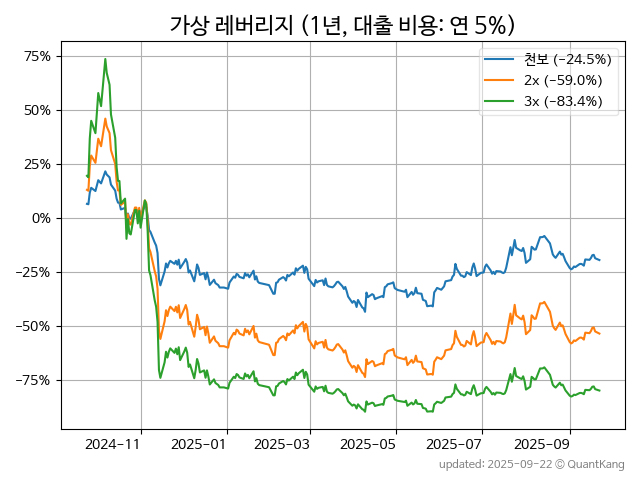 가상 레버리지 (1년, 대출 비용: 연 5%)
천보 (-24.5%)
2x (-59.0%)
3x (-83.4%)
75%
50%
25%
0%
-25%
-50%
-75%
2024-11 2025-01 2025-03 2025-05 2025-07 2025-09
updated: 2025-09-22 © QuantKang